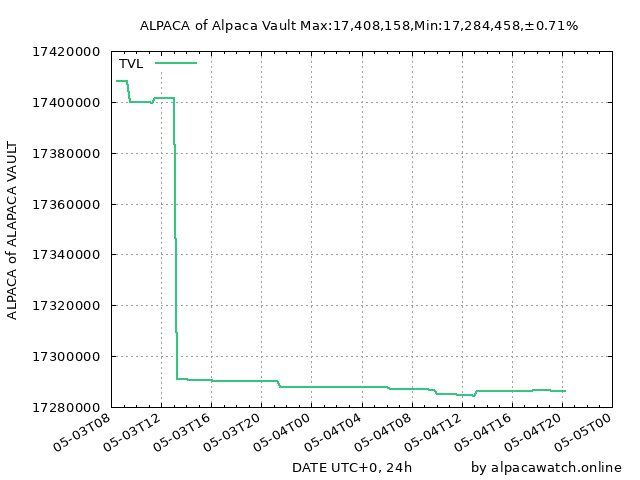 ALPACA of Alpaca Vault Max:17,408,158,Min:17,284,458,±0.71%
TVL
17420000
17400000
17380000
17360000
17340000
17320000
17300000
17280000
ALPACA of ALAPACA VAULT
05-03T08
05-03T12
05-03T16
05-03T20
05-04T00
05-04T04
05-04T08
05-04T12
05-04T16
05-04T20
05-05T00
DATE UTC+0, 24h
by alpacawatch.online